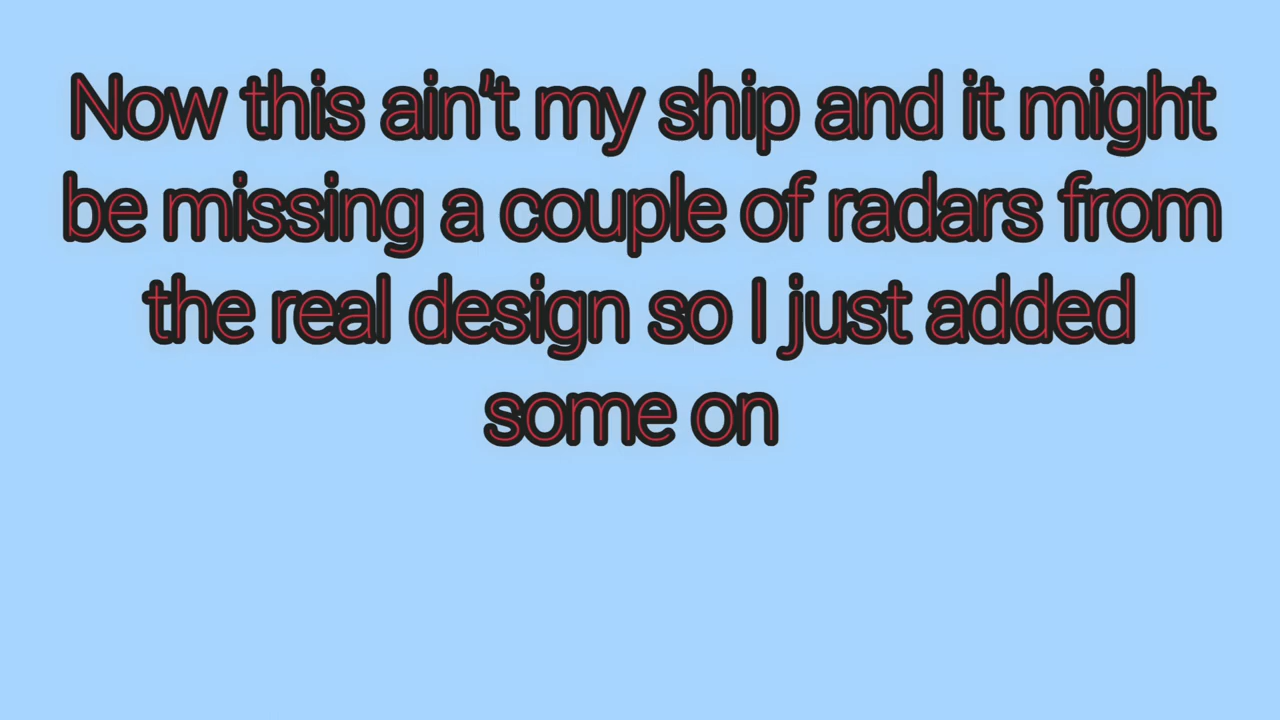 Now this ain't my ship and it might
be missing a couple of radars from
the real design so I just added
some on